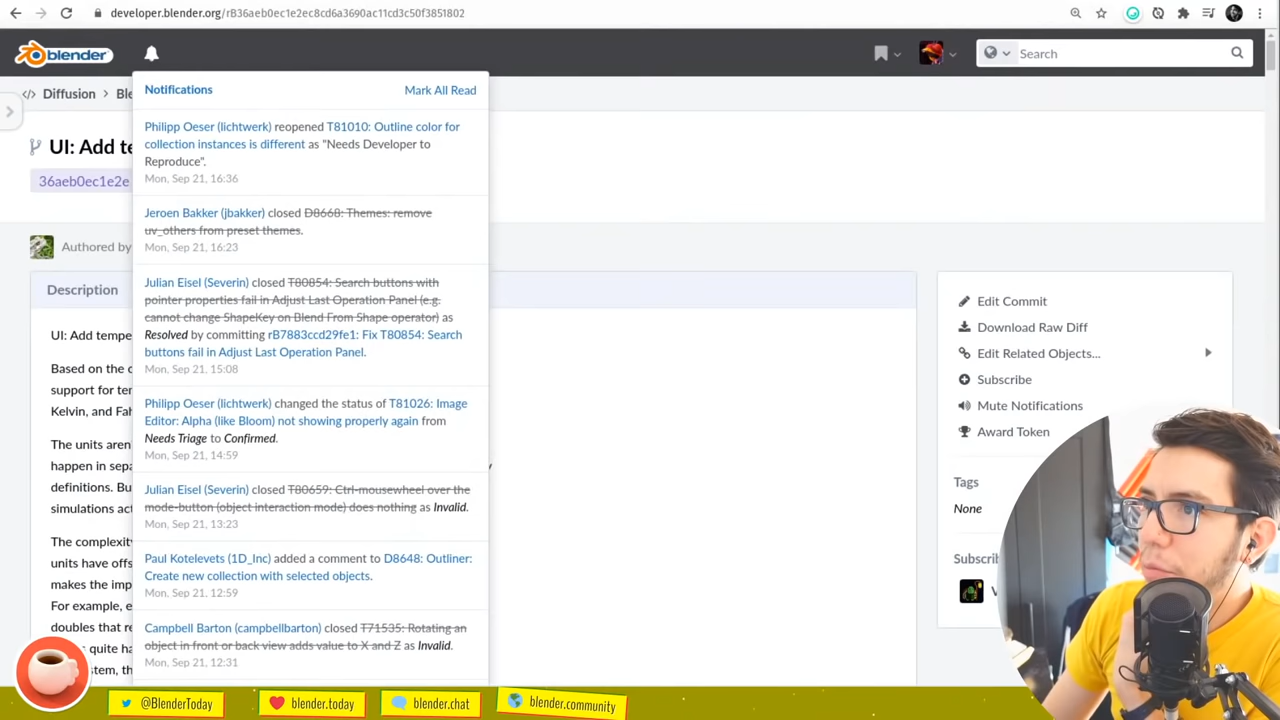 developer.blender.org/rB36aeb0ec1e2ec8cd6a3690ac11cd3c50f3851802
blender
Search
Diffusion > Ble
UI: Add te
36aeb0ec1e2e
Authored by
Notifications Mark All Read
Philipp Oeser (lichtwerk) reopened T81010: Outline color for
collection instances is different as "Needs Developer to
Reproduce".
Mon, Sep 21, 16:36
Jeroen Bakker (jbakker) closed D8668: Themes: remove
uv_others from preset themes.
Mon, Sep 21, 16:23
Julian Eisel (Severin) closed T80854: Search buttons with
pointer properties fail in Adjust Last Operation Panel (e.g.
cannot change ShapeKey on Blend From Shape operator) as
Resolved by committing rB7883ccd29fe1: Fix T80854: Search
buttons fail in Adjust Last Operation Panel.
Mon, Sep 21, 15:08
Philipp Oeser (lichtwerk) changed the status of T81026: Image
Editor: Alpha (like Bloom) not showing properly again from
Needs Triage to Confirmed.
Mon, Sep 21, 14:59
Julian Eisel (Severin) closed T80659: Ctrl-mousewheel over the
mode-button (object interaction mode) does nothing as Invalid.
Mon, Sep 21, 13:23
Paul Kotelevets (1D_Inc) added a comment to D8648: Outliner:
Create new collection with selected objects.
Mon, Sep 21, 12:59
Campbell Barton (campbellbarton) closed T71535: Rotating an
object in front or back view adds value to X and Z as Invalid.
Mon, Sep 21, 12:31
Description
UI: Add tempe
Based on the c
support for ter
Kelvin, and Fah
The units aren
happen in sepa
definitions. Bu
simulations act
The complexity
units have offs
makes the imp
For example, e
doubles that re
quite ha
stem, th
Edit Commit
Download Raw Diff
Edit Related Objects...
Subscribe
Mute Notifications
Award Token
Tags
None
Subscrib
@BlenderToday
blender.today
blender.chat
blender.community